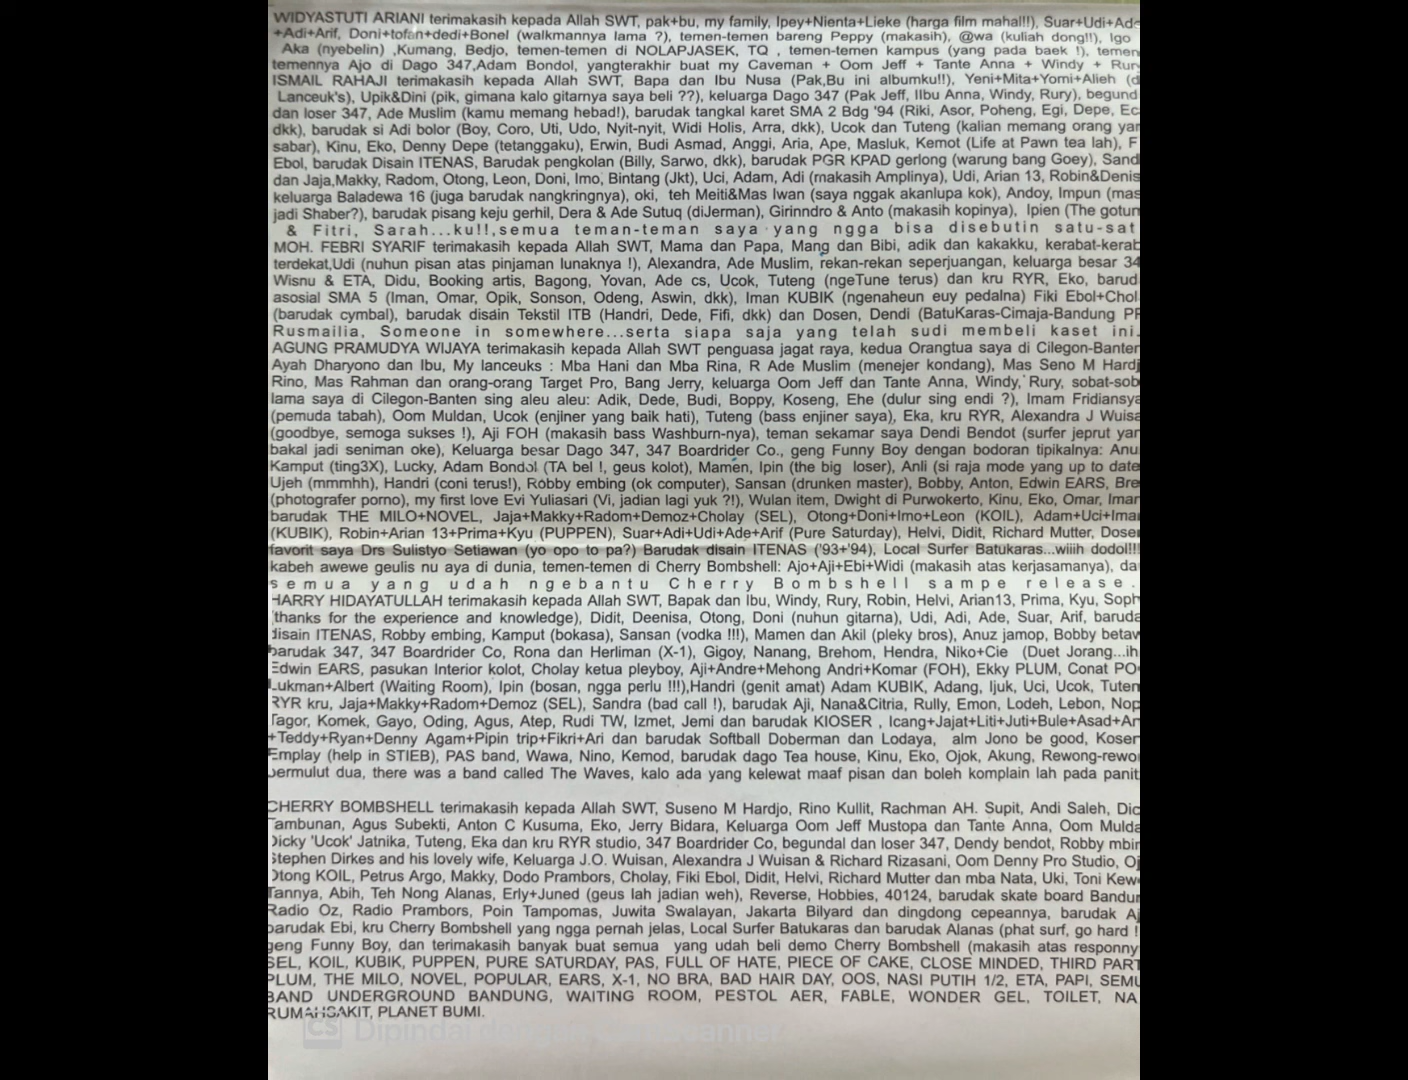 WIDYASTUTI ARIANI terimakasih kepada Allah SWT, pak+bu, my family, Ipey+Nienta+Lieke (harga film mahal!!), Suar+Udi+Ade
+Adi+Arif, Doni+tofan+dedi+Bonel (walkmannya lama ?), temen-temen bareng Peppy (makasih), @wa (kuliah dong!!), Igo
Aka (nyebelin) ,Kumang, Bedjo, temen-temen di NOLAPJASEK, TQ , temen-temen kampus (yang pada baek !), temen
temennya Ajo di Dago 347,Adam Bondol, yangterakhir buat my Caveman + Oom Jeff + Tante Anna + Windy + Rur
ISMAIL RAHAJI terimakasih kepada Allah SWT, Bapa dan Ibu Nusa (Pak,Bu ini albumku!!), Yeni+Mita+Yomi+Alieh (d
Lanceuk's), Upik&Dini (pik, gimana kalo gitarnya saya beli ??), keluarga Dago 347 (Pak Jeff, IIbu Anna, Windy, Rury), begund
dan loser 347, Ade Muslim (kamu memang hebad!), barudak tangkal karet SMA 2 Bdg '94 (Riki, Asor, Poheng, Egi, Depe, Ec
dkk), barudak si Adi bolor (Boy, Coro, Uti, Udo, Nyit-nyit, Widi Holis, Arra, dkk), Ucok dan Tuteng (kalian memang orang yan
sabar), Kinu, Eko, Denny Depe (tetanggaku), Erwin, Budi Asmad, Anggi, Aria, Ape, Masluk, Kemot (Life at Pawn tea lah), F
Ebol, barudak Disain ITENAS, Barudak pengkolan (Billy, Sarwo, dkk), barudak PGR KPAD gerlong (warung bang Goey), Sand
dan Jaja,Makky, Radom, Otong, Leon, Doni, Imo, Bintang (Jkt), Uci, Adam, Adi (makasih Amplinya), Udi, Arian 13, Robin&Denis
keluarga Baladewa 16 (juga barudak nangkringnya), oki, teh Meiti&Mas Iwan (saya nggak akanlupa kok), Andoy, Impun (mas
jadi Shaber?), barudak pisang keju gerhil, Dera & Ade Sutuq (diJerman), Girinndro & Anto (makasih kopinya), Ipien (The gotun
& Fitri, Sarah...ku!!,semua teman-teman saya yang ngga bisa disebutin satu-sat
MOH. FEBRI SYARIF terimakasih kepada Allah SWT, Mama dan Papa, Mang dan Bibi, adik dan kakakku, kerabat-kerab
terdekat,Udi (nuhun pisan atas pinjaman lunaknya !), Alexandra, Ade Muslim, rekan-rekan seperjuangan, keluarga besar 34
Wisnu & ETA, Didu, Booking artis, Bagong, Yovan, Ade cs, Ucok, Tuteng (ngeTune terus) dan kru RYR, Eko, barud
asosial SMA 5 (Iman, Omar, Opik, Sonson, Odeng, Aswin, dkk), Iman KUBIK (ngenaheun euy pedalna) Fiki Ebol+Chol
(barudak cymbal), barudak disain Tekstil ITB (Handri, Dede, Fifi, dkk) dan Dosen, Dendi (BatuKaras-Cimaja-Bandung PP
Rusmailia, Someone in somewhere...serta siapa saja yang telah sudi membeli kaset ini.
AGUNG PRAMUDYA WIJAYA terimakasih kepada Allah SWT penguasa jagat raya, kedua Orangtua saya di Cilegon-Banten
Ayah Dharyono dan Ibu, My lanceuks : Mba Hani dan Mba Rina, R Ade Muslim (menejer kondang), Mas Seno M Hardj
Rino, Mas Rahman dan orang-orang Target Pro, Bang Jerry, keluarga Oom Jeff dan Tante Anna, Windy, Rury, sobat-sob
lama saya di Cilegon-Banten sing aleu aleu: Adik, Dede, Budi, Boppy, Koseng, Ehe (dulur sing endi ?), Imam Fridiansya
(pemuda tabah), Oom Muldan, Ucok (enjiner yang baik hati), Tuteng (bass enjiner saya), Eka, kru RYR, Alexandra J Wuisa
(goodbye, semoga sukses !), Aji FOH (makasih bass Washburn-nya), teman sekamar saya Dendi Bendot (surfer jeprut yan
bakal jadi seniman oke), Keluarga besar Dago 347, 347 Boardrider Co., geng Funny Boy dengan bodoran tipikalnya: Anu
Kamput (ting3X), Lucky, Adam Bondol (TA bel !, geus kolot), Mamen, Ipin (the big loser), Anli (si raja mode yang up to date
Ujeh (mmmhh), Handri (coni terus!), Robby embing (ok computer), Sansan (drunken master), Bobby, Anton, Edwin EARS, Bre
(photografer porno), my first love Evi Yuliasari (Vi, jadian lagi yuk ?!), Wulan item, Dwight di Purwokerto, Kinu, Eko, Omar, Iman
barudak THE MILO+NOVEL, Jaja+Makky+Radom+Demoz+Cholay (SEL), Otong+Doni+Imo+Leon (KOIL), Adam+Uci+Iman
(KUBIK), Robin+Arian 13+Prima+Kyu (PUPPEN), Suar+Adi+Udi+Ade+Arif (Pure Saturday), Helvi, Didit, Richard Mutter, Dosen
favorit saya Drs Sulistyo Setiawan (yo opo to pa?) Barudak disain ITENAS ('93+'94), Local Surfer Batukaras...wiiih dodol!!!
kabeh awewe geulis nu aya di dunia, temen-temen di Cherry Bombshell: Ajo+Aji+Ebi+Widi (makasih atas kerjasamanya), da
semua yang udah ngebantu Cherry Bombshell sampe release.
HARRY HIDAYATULLAH terimakasih kepada Allah SWT, Bapak dan Ibu, Windy, Rury, Robin, Helvi, Arian13, Prima, Kyu, Soph
(thanks for the experience and knowledge), Didit, Deenisa, Otong, Doni (nuhun gitarna), Udi, Adi, Ade, Suar, Arif, baruda
disain ITENAS, Robby embing, Kamput (bokasa), Sansan (vodka !!!), Mamen dan Akil (pleky bros), Anuz jamop, Bobby betaw
barudak 347, 347 Boardrider Co, Rona dan Herliman (X-1), Gigoy, Nanang, Brehom, Hendra, Niko+Cie (Duet Jorang...ih
Edwin EARS, pasukan Interior kolot, Cholay ketua pleyboy, Aji+Andre+Mehong Andri+Komar (FOH), Ekky PLUM, Conat PO
Lukman+Albert (Waiting Room), Ipin (bosan, ngga perlu !!!),Handri (genit amat) Adam KUBIK, Adang, Ijuk, Uci, Ucok, Tuten
RYR kru, Jaja+Makky+Radom+Demoz (SEL), Sandra (bad call !), barudak Aji, Nana&Citria, Rully, Emon, Lodeh, Lebon, Nop
Tagor, Komek, Gayo, Oding, Agus, Atep, Rudi TW, Izmet, Jemi dan barudak KIOSER , Icang+Jajat+Liti+Juti+Bule+Asad+An
+Teddy+Ryan+Denny Agam+Pipin trip+Fikri+Ari dan barudak Softball Doberman dan Lodaya, alm Jono be good, Kosen
Emplay (help in STIEB), PAS band, Wawa, Nino, Kemod, barudak dago Tea house, Kinu, Eko, Ojok, Akung, Rewong-rewo
bermulut dua, there was a band called The Waves, kalo ada yang kelewat maaf pisan dan boleh komplain lah pada panit
CHERRY BOMBSHELL terimakasih kepada Allah SWT, Suseno M Hardjo, Rino Kullit, Rachman AH. Supit, Andi Saleh, Dic
Tambunan, Agus Subekti, Anton C Kusuma, Eko, Jerry Bidara, Keluarga Oom Jeff Mustopa dan Tante Anna, Oom Mulda
Dicky 'Ucok' Jatnika, Tuteng, Eka dan kru RYR studio, 347 Boardrider Co, begundal dan loser 347, Dendy bendot, Robby mbin
Stephen Dirkes and his lovely wife, Keluarga J.O. Wuisan, Alexandra J Wuisan & Richard Rizasani, Oom Denny Pro Studio, Oj
Otong KOIL, Petrus Argo, Makky, Dodo Prambors, Cholay, Fiki Ebol, Didit, Helvi, Richard Mutter dan mba Nata, Uki, Toni Kew
Tannya, Abih, Teh Nong Alanas, Erly+Juned (geus lah jadian weh), Reverse, Hobbies, 40124, barudak skate board Bandun
Radio Oz, Radio Prambors, Poin Tampomas, Juwita Swalayan, Jakarta Bilyard dan dingdong cepeannya, barudak Aj
barudak Ebi, kru Cherry Bombshell yang ngga pernah jelas, Local Surfer Batukaras dan barudak Alanas (phat surf, go hard !
geng Funny Boy, dan terimakasih banyak buat semua yang udah beli demo Cherry Bombshell (makasih atas responny
SEL, KOIL, KUBIK, PUPPEN, PURE SATURDAY, PAS, FULL OF HATE, PIECE OF CAKE, CLOSE MINDED, THIRD PART
PLUM, THE MILO, NOVEL, POPULAR, EARS, X-1, NO BRA, BAD HAIR DAY, OOS, NASI PUTIH 1/2, ETA, PAPI, SEMU
BAND UNDERGROUND BANDUNG, WAITING ROOM, PESTOL AER, FABLE, WONDER GEL, TOILET, NA
RUMAHSAKIT, PLANET BUMI.
CS Dipindai dengan CamScanner